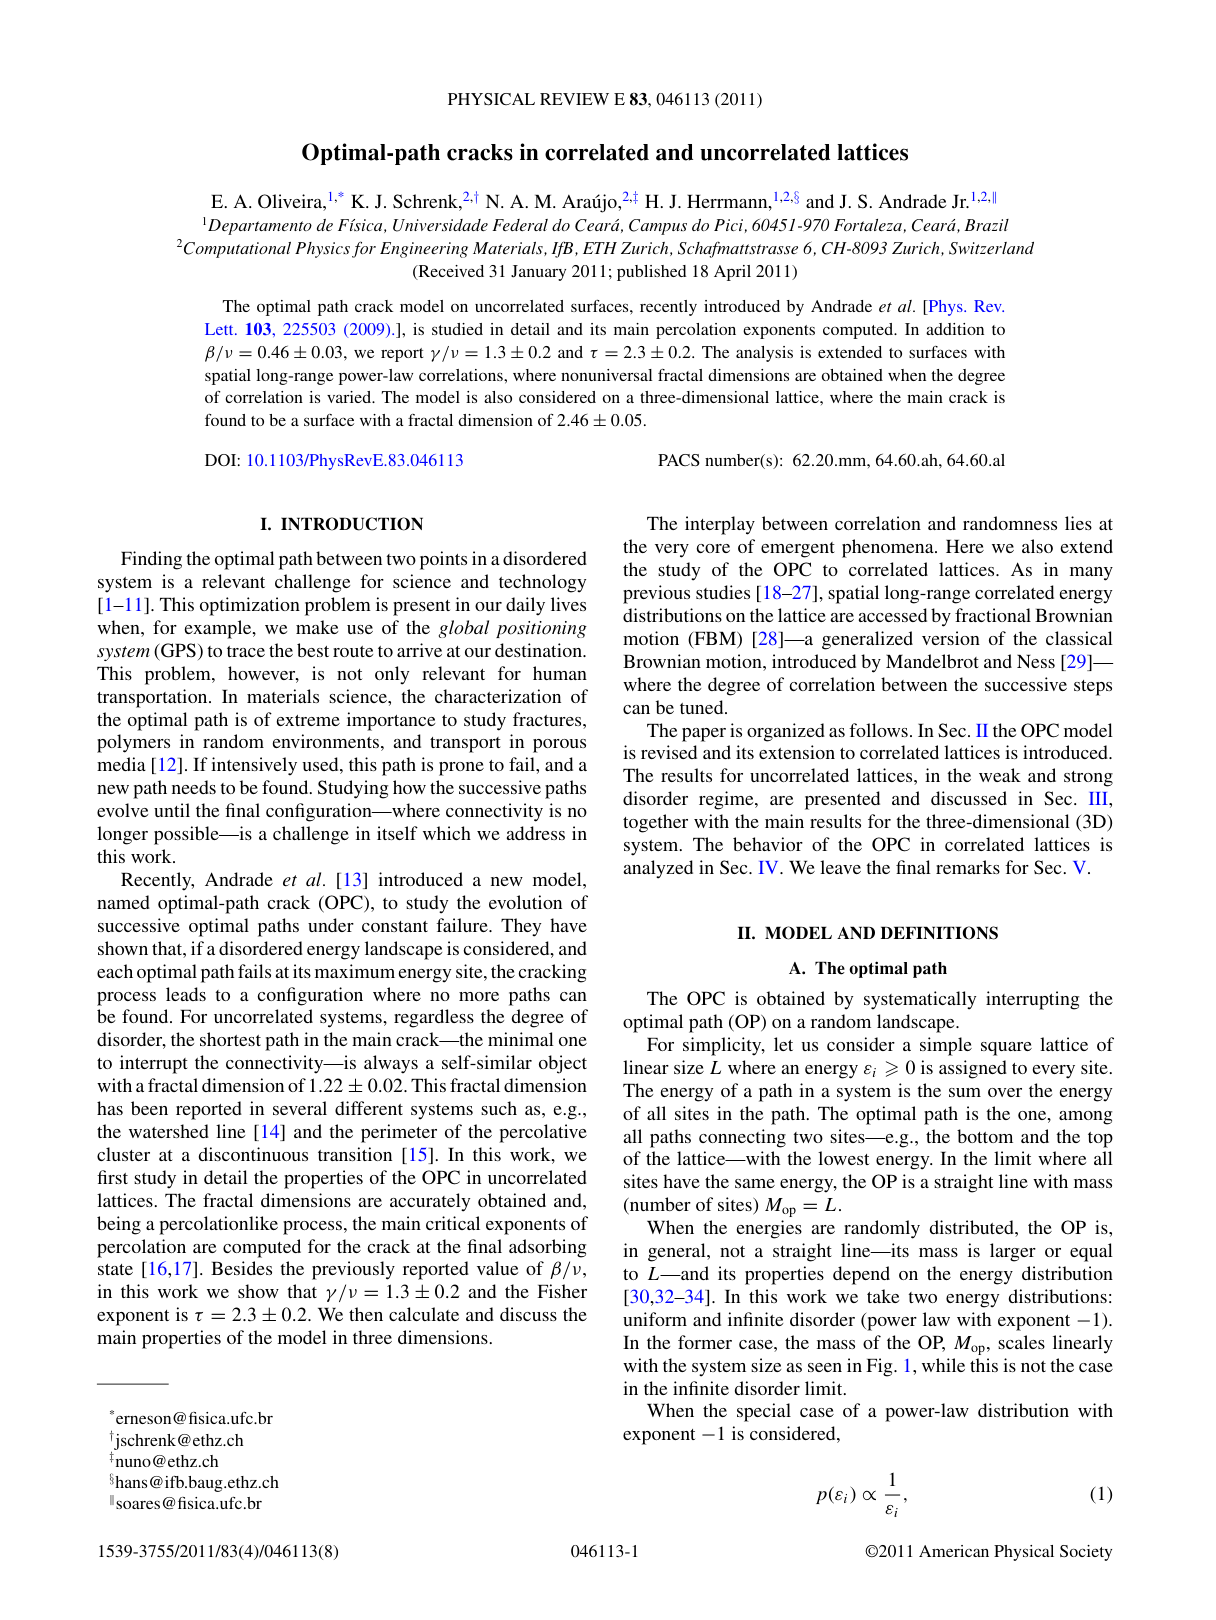 PHYSICAL REVIEW E 83, 046113 (2011)
Optimal-path cracks in correlated and uncorrelated lattices
E. A. Oliveira,1,* K. J. Schrenk,2,† N. A. M. Araújo,2,‡ H. J. Herrmann,1,2,§ and J. S. Andrade Jr.1,2,∥
1Departamento de Física, Universidade Federal do Ceará, Campus do Pici, 60451-970 Fortaleza, Ceará, Brazil
2Computational Physics for Engineering Materials, IfB, ETH Zurich, Schafmattstrasse 6, CH-8093 Zurich, Switzerland
(Received 31 January 2011; published 18 April 2011)
The optimal path crack model on uncorrelated surfaces, recently introduced by Andrade et al. [Phys. Rev.
Lett. 103, 225503 (2009).], is studied in detail and its main percolation exponents computed. In addition to
β/ν = 0.46 ± 0.03, we report γ/ν = 1.3 ± 0.2 and τ = 2.3 ± 0.2. The analysis is extended to surfaces with
spatial long-range power-law correlations, where nonuniversal fractal dimensions are obtained when the degree
of correlation is varied. The model is also considered on a three-dimensional lattice, where the main crack is
found to be a surface with a fractal dimension of 2.46 ± 0.05.
DOI: 10.1103/PhysRevE.83.046113 PACS number(s): 62.20.mm, 64.60.ah, 64.60.al
I. INTRODUCTION
Finding the optimal path between two points in a disordered
system is a relevant challenge for science and technology
[1–11]. This optimization problem is present in our daily lives
when, for example, we make use of the global positioning
system (GPS) to trace the best route to arrive at our destination.
This problem, however, is not only relevant for human
transportation. In materials science, the characterization of
the optimal path is of extreme importance to study fractures,
polymers in random environments, and transport in porous
media [12]. If intensively used, this path is prone to fail, and a
new path needs to be found. Studying how the successive paths
evolve until the final configuration—where connectivity is no
longer possible—is a challenge in itself which we address in
this work.
Recently, Andrade et al. [13] introduced a new model,
named optimal-path crack (OPC), to study the evolution of
successive optimal paths under constant failure. They have
shown that, if a disordered energy landscape is considered, and
each optimal path fails at its maximum energy site, the cracking
process leads to a configuration where no more paths can
be found. For uncorrelated systems, regardless the degree of
disorder, the shortest path in the main crack—the minimal one
to interrupt the connectivity—is always a self-similar object
with a fractal dimension of 1.22 ± 0.02. This fractal dimension
has been reported in several different systems such as, e.g.,
the watershed line [14] and the perimeter of the percolative
cluster at a discontinuous transition [15]. In this work, we
first study in detail the properties of the OPC in uncorrelated
lattices. The fractal dimensions are accurately obtained and,
being a percolationlike process, the main critical exponents of
percolation are computed for the crack at the final adsorbing
state [16,17]. Besides the previously reported value of β/ν,
in this work we show that γ/ν = 1.3 ± 0.2 and the Fisher
exponent is τ = 2.3 ± 0.2. We then calculate and discuss the
main properties of the model in three dimensions.
*erneson@fisica.ufc.br
†jschrenk@ethz.ch
‡nuno@ethz.ch
§hans@ifb.baug.ethz.ch
∥soares@fisica.ufc.br
The interplay between correlation and randomness lies at
the very core of emergent phenomena. Here we also extend
the study of the OPC to correlated lattices. As in many
previous studies [18–27], spatial long-range correlated energy
distributions on the lattice are accessed by fractional Brownian
motion (FBM) [28]—a generalized version of the classical
Brownian motion, introduced by Mandelbrot and Ness [29]—
where the degree of correlation between the successive steps
can be tuned.
The paper is organized as follows. In Sec. II the OPC model
is revised and its extension to correlated lattices is introduced.
The results for uncorrelated lattices, in the weak and strong
disorder regime, are presented and discussed in Sec. III,
together with the main results for the three-dimensional (3D)
system. The behavior of the OPC in correlated lattices is
analyzed in Sec. IV. We leave the final remarks for Sec. V.
II. MODEL AND DEFINITIONS
A. The optimal path
The OPC is obtained by systematically interrupting the
optimal path (OP) on a random landscape.
For simplicity, let us consider a simple square lattice of
linear size L where an energy εi ⩾ 0 is assigned to every site.
The energy of a path in a system is the sum over the energy
of all sites in the path. The optimal path is the one, among
all paths connecting two sites—e.g., the bottom and the top
of the lattice—with the lowest energy. In the limit where all
sites have the same energy, the OP is a straight line with mass
(number of sites) Mop = L.
When the energies are randomly distributed, the OP is,
in general, not a straight line—its mass is larger or equal
to L—and its properties depend on the energy distribution
[30,32–34]. In this work we take two energy distributions:
uniform and infinite disorder (power law with exponent −1).
In the former case, the mass of the OP, Mop, scales linearly
with the system size as seen in Fig. 1, while this is not the case
in the infinite disorder limit.
When the special case of a power-law distribution with
exponent −1 is considered,
p(εi) ∝ 1/εi, (1)
1539-3755/2011/83(4)/046113(8) 046113-1 ©2011 American Physical Society